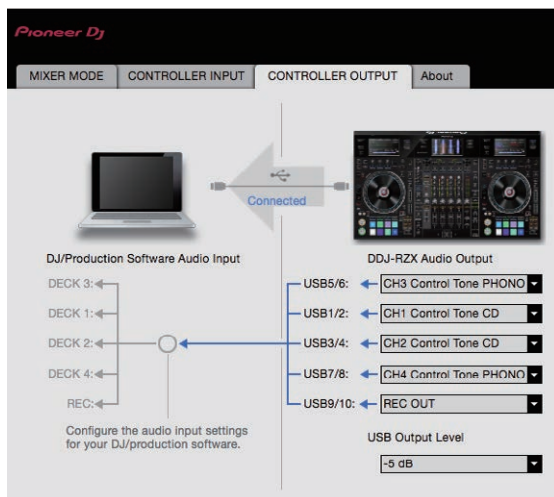 Pioneer Dj
MIXER MODE
CONTROLLER INPUT
CONTROLLER OUTPUT
About
Connected
DJ/Production Software Audio Input
DDJ-RZX Audio Output
DECK 3:
DECK 1:
DECK 2:
DECK 4:
REC:
Configure the audio input settings
for your DJ/production software.
USB5/6:
CH3 Control Tone PHONO
USB1/2:
CH1 Control Tone CD
USB3/4:
CH2 Control Tone CD
USB7/8:
CH4 Control Tone PHONO
USB9/10:
REC OUT
USB Output Level
-5 dB